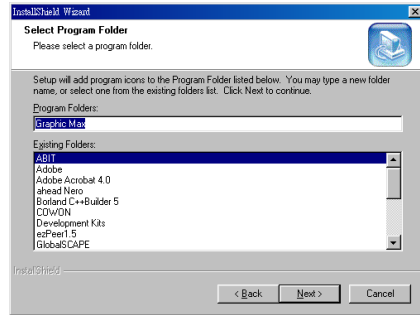 InstallShield Wizard
Select Program Folder
Please select a program folder.
Setup will add program icons to the Program Folder listed below. You may type a new folder
name, or select one from the existing folders list. Click Next to continue.
Program Folders:
Graphic Max
Existing Folders:
ABIT
Adobe
Adobe Acrobat 4.0
ahead Nero
Borland C++Builder 5
COWON
Development Kits
ezPeer1.5
GlobalSCAPE
InstallShield
< Back Next > Cancel